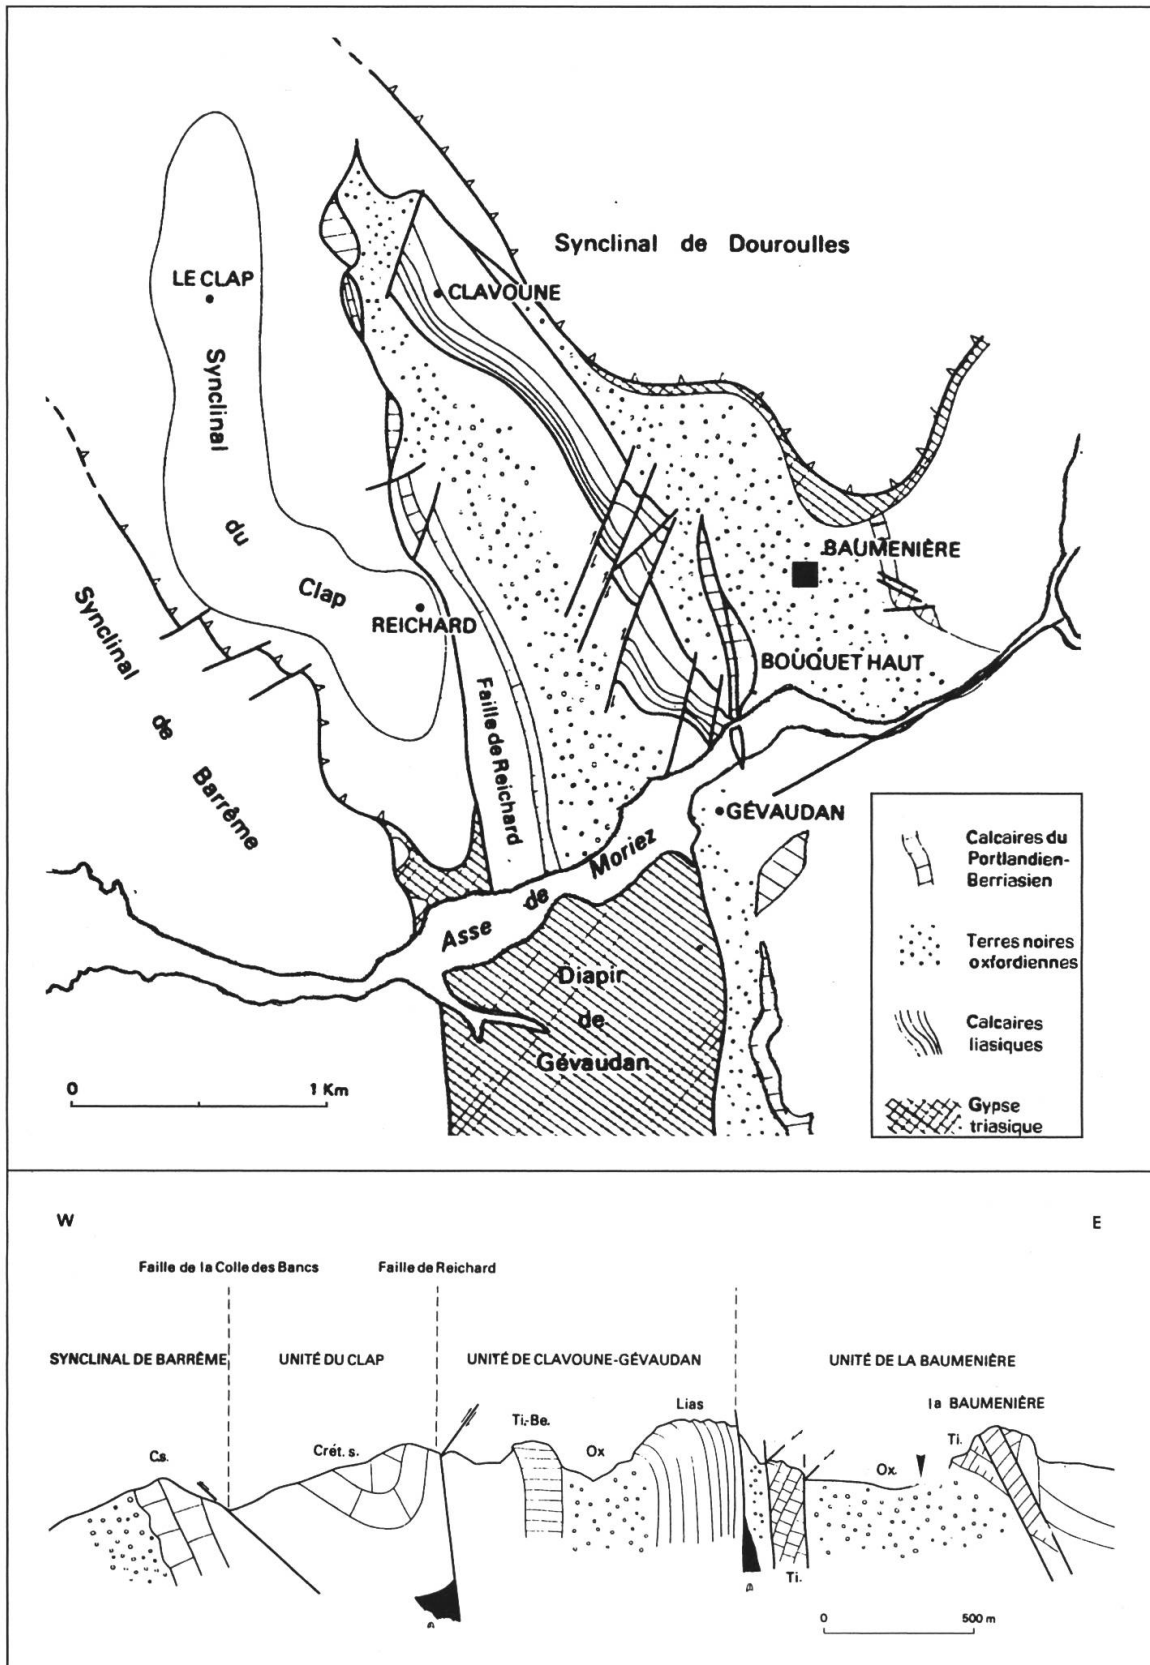 Synclinal de Douroulles
LE CLAP
CLAVOUNE
Synclinal
du
Clap
BAUMENIÈRE
REICHARD
BOUQUET HAUT
Synclinal
de
Barrême
Faille de Reichard
GÉVAUDAN
Asse de Moriez
Diapir
de
Gévaudan
0 1 Km
Calcaires du
Portlandien-
Berriasien
Terres noires
oxfordiennes
Calcaires
liasiques
Gypse
triasique
W E
Faille de la Colle des Bancs Faille de Reichard
SYNCLINAL DE BARRÊME UNITÉ DU CLAP UNITÉ DE CLAVOUNE-GÉVAUDAN UNITÉ DE LA BAUMENIÈRE
la BAUMENIÈRE
Lias
Ti.-Be.
Ti.
Crét. s. Ox
C.s.
Ox.
Ti.
0 500 m